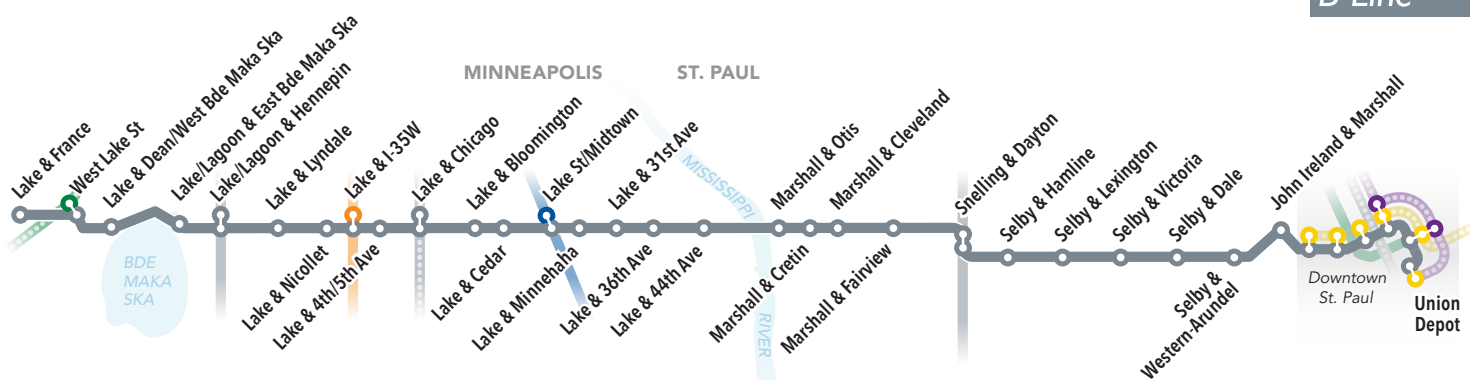 B Line
MINNEAPOLIS
ST. PAUL
Lake & France
West Lake St
Lake & Dean/West Bde Maka Ska
Lake/Lagoon & East Bde Maka Ska
Lake/Lagoon & Hennepin
Lake & Lyndale
Lake & Nicollet
Lake & I-35W
Lake & 4th/5th Ave
Lake & Chicago
Lake & Bloomington
Lake & Cedar
Lake St/Midtown
Lake & Minnehaha
Lake & 31st Ave
Lake & 36th Ave
Lake & 44th Ave
Marshall & Otis
Marshall & Cretin
Marshall & Cleveland
Marshall & Fairview
Snelling & Dayton
Selby & Hamline
Selby & Lexington
Selby & Victoria
Selby & Dale
Selby &
Western-Arundel
John Ireland & Marshall
Downtown
St. Paul
Union
Depot
BDE
MAKA
SKA
MISSISSIPPI
RIVER